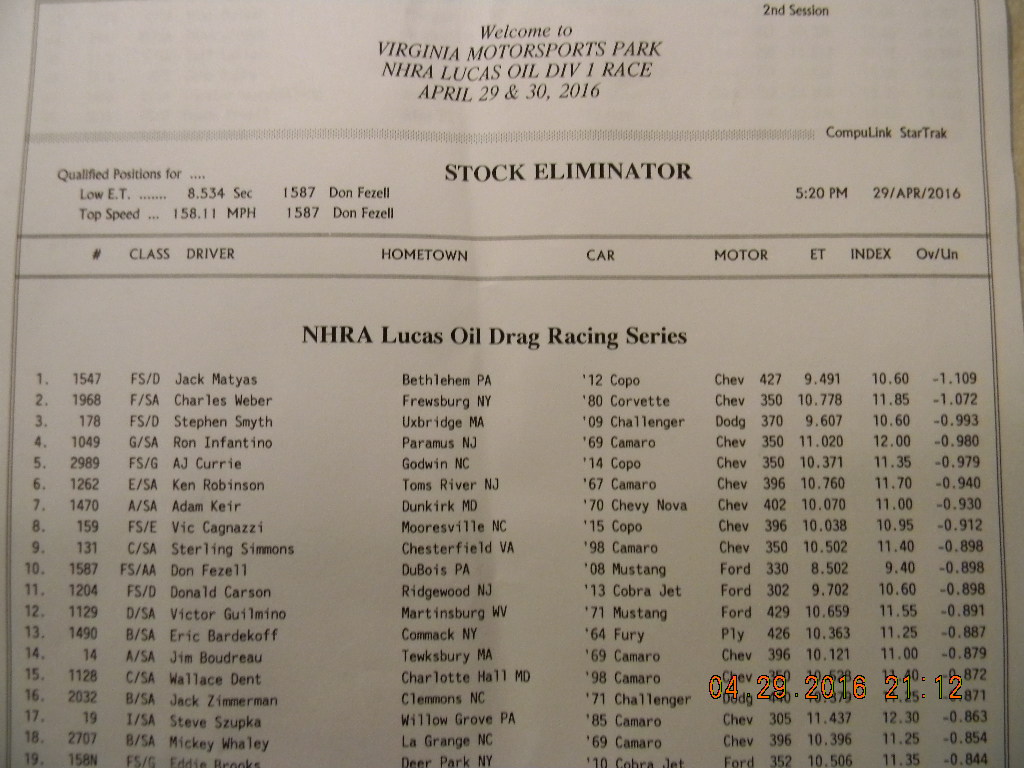 2nd Session
Welcome to
VIRGINIA MOTORSPORTS PARK
NHRA LUCAS OIL DIV 1 RACE
APRIL 29 & 30, 2016
CompuLink StarTrak
Qualified Positions for ....
STOCK ELIMINATOR
Low E.T. ....... 8.534 Sec 1587 Don Fezell
5:20 PM 29/APR/2016
Top Speed ... 158.11 MPH 1587 Don Fezell
# CLASS DRIVER HOMETOWN CAR MOTOR ET INDEX Ov/Un
NHRA Lucas Oil Drag Racing Series
1. 1547 FS/D Jack Matyas Bethlehem PA '12 Copo Chev 427 9.491 10.60 -1.109
2. 1968 F/SA Charles Weber Frewsburg NY '80 Corvette Chev 350 10.778 11.85 -1.072
3. 178 FS/D Stephen Smyth Uxbridge MA '09 Challenger Dodg 370 9.607 10.60 -0.993
4. 1049 G/SA Ron Infantino Paramus NJ '69 Camaro Chev 350 11.020 12.00 -0.980
5. 2989 FS/G AJ Currie Godwin NC '14 Copo Chev 350 10.371 11.35 -0.979
6. 1262 E/SA Ken Robinson Toms River NJ '67 Camaro Chev 396 10.760 11.70 -0.940
7. 1470 A/SA Adam Keir Dunkirk MD '70 Chevy Nova Chev 402 10.070 11.00 -0.930
8. 159 FS/E Vic Cagnazzi Mooresville NC '15 Copo Chev 396 10.038 10.95 -0.912
9. 131 C/SA Sterling Simmons Chesterfield VA '98 Camaro Chev 350 10.502 11.40 -0.898
10. 1587 FS/AA Don Fezell DuBois PA '08 Mustang Ford 330 8.502 9.40 -0.898
11. 1204 FS/D Donald Carson Ridgewood NJ '13 Cobra Jet Ford 302 9.702 10.60 -0.898
12. 1129 D/SA Victor Guilmino Martinsburg WV '71 Mustang Ford 429 10.659 11.55 -0.891
13. 1490 B/SA Eric Bardekoff Commack NY '64 Fury Ply 426 10.363 11.25 -0.887
14. 14 A/SA Jim Boudreau Tewksbury MA '69 Camaro Chev 396 10.121 11.00 -0.879
15. 1128 C/SA Wallace Dent Charlotte Hall MD '98 Camaro
16. 2032 B/SA Jack Zimmerman Clemmons NC '71 Challenger Dodg
04.29.2016 21:12
17. 19 I/SA Steve Szupka Willow Grove PA '85 Camaro Chev 305 11.437 12.30 -0.863
18. 2707 B/SA Mickey Whaley La Grange NC '69 Camaro Chev 396 10.396 11.25 -0.854
19. 158N FS/G Eddie Brooks Deer Park NY '10 Cobra Jet Ford 352 10.506 11.35 -0.844